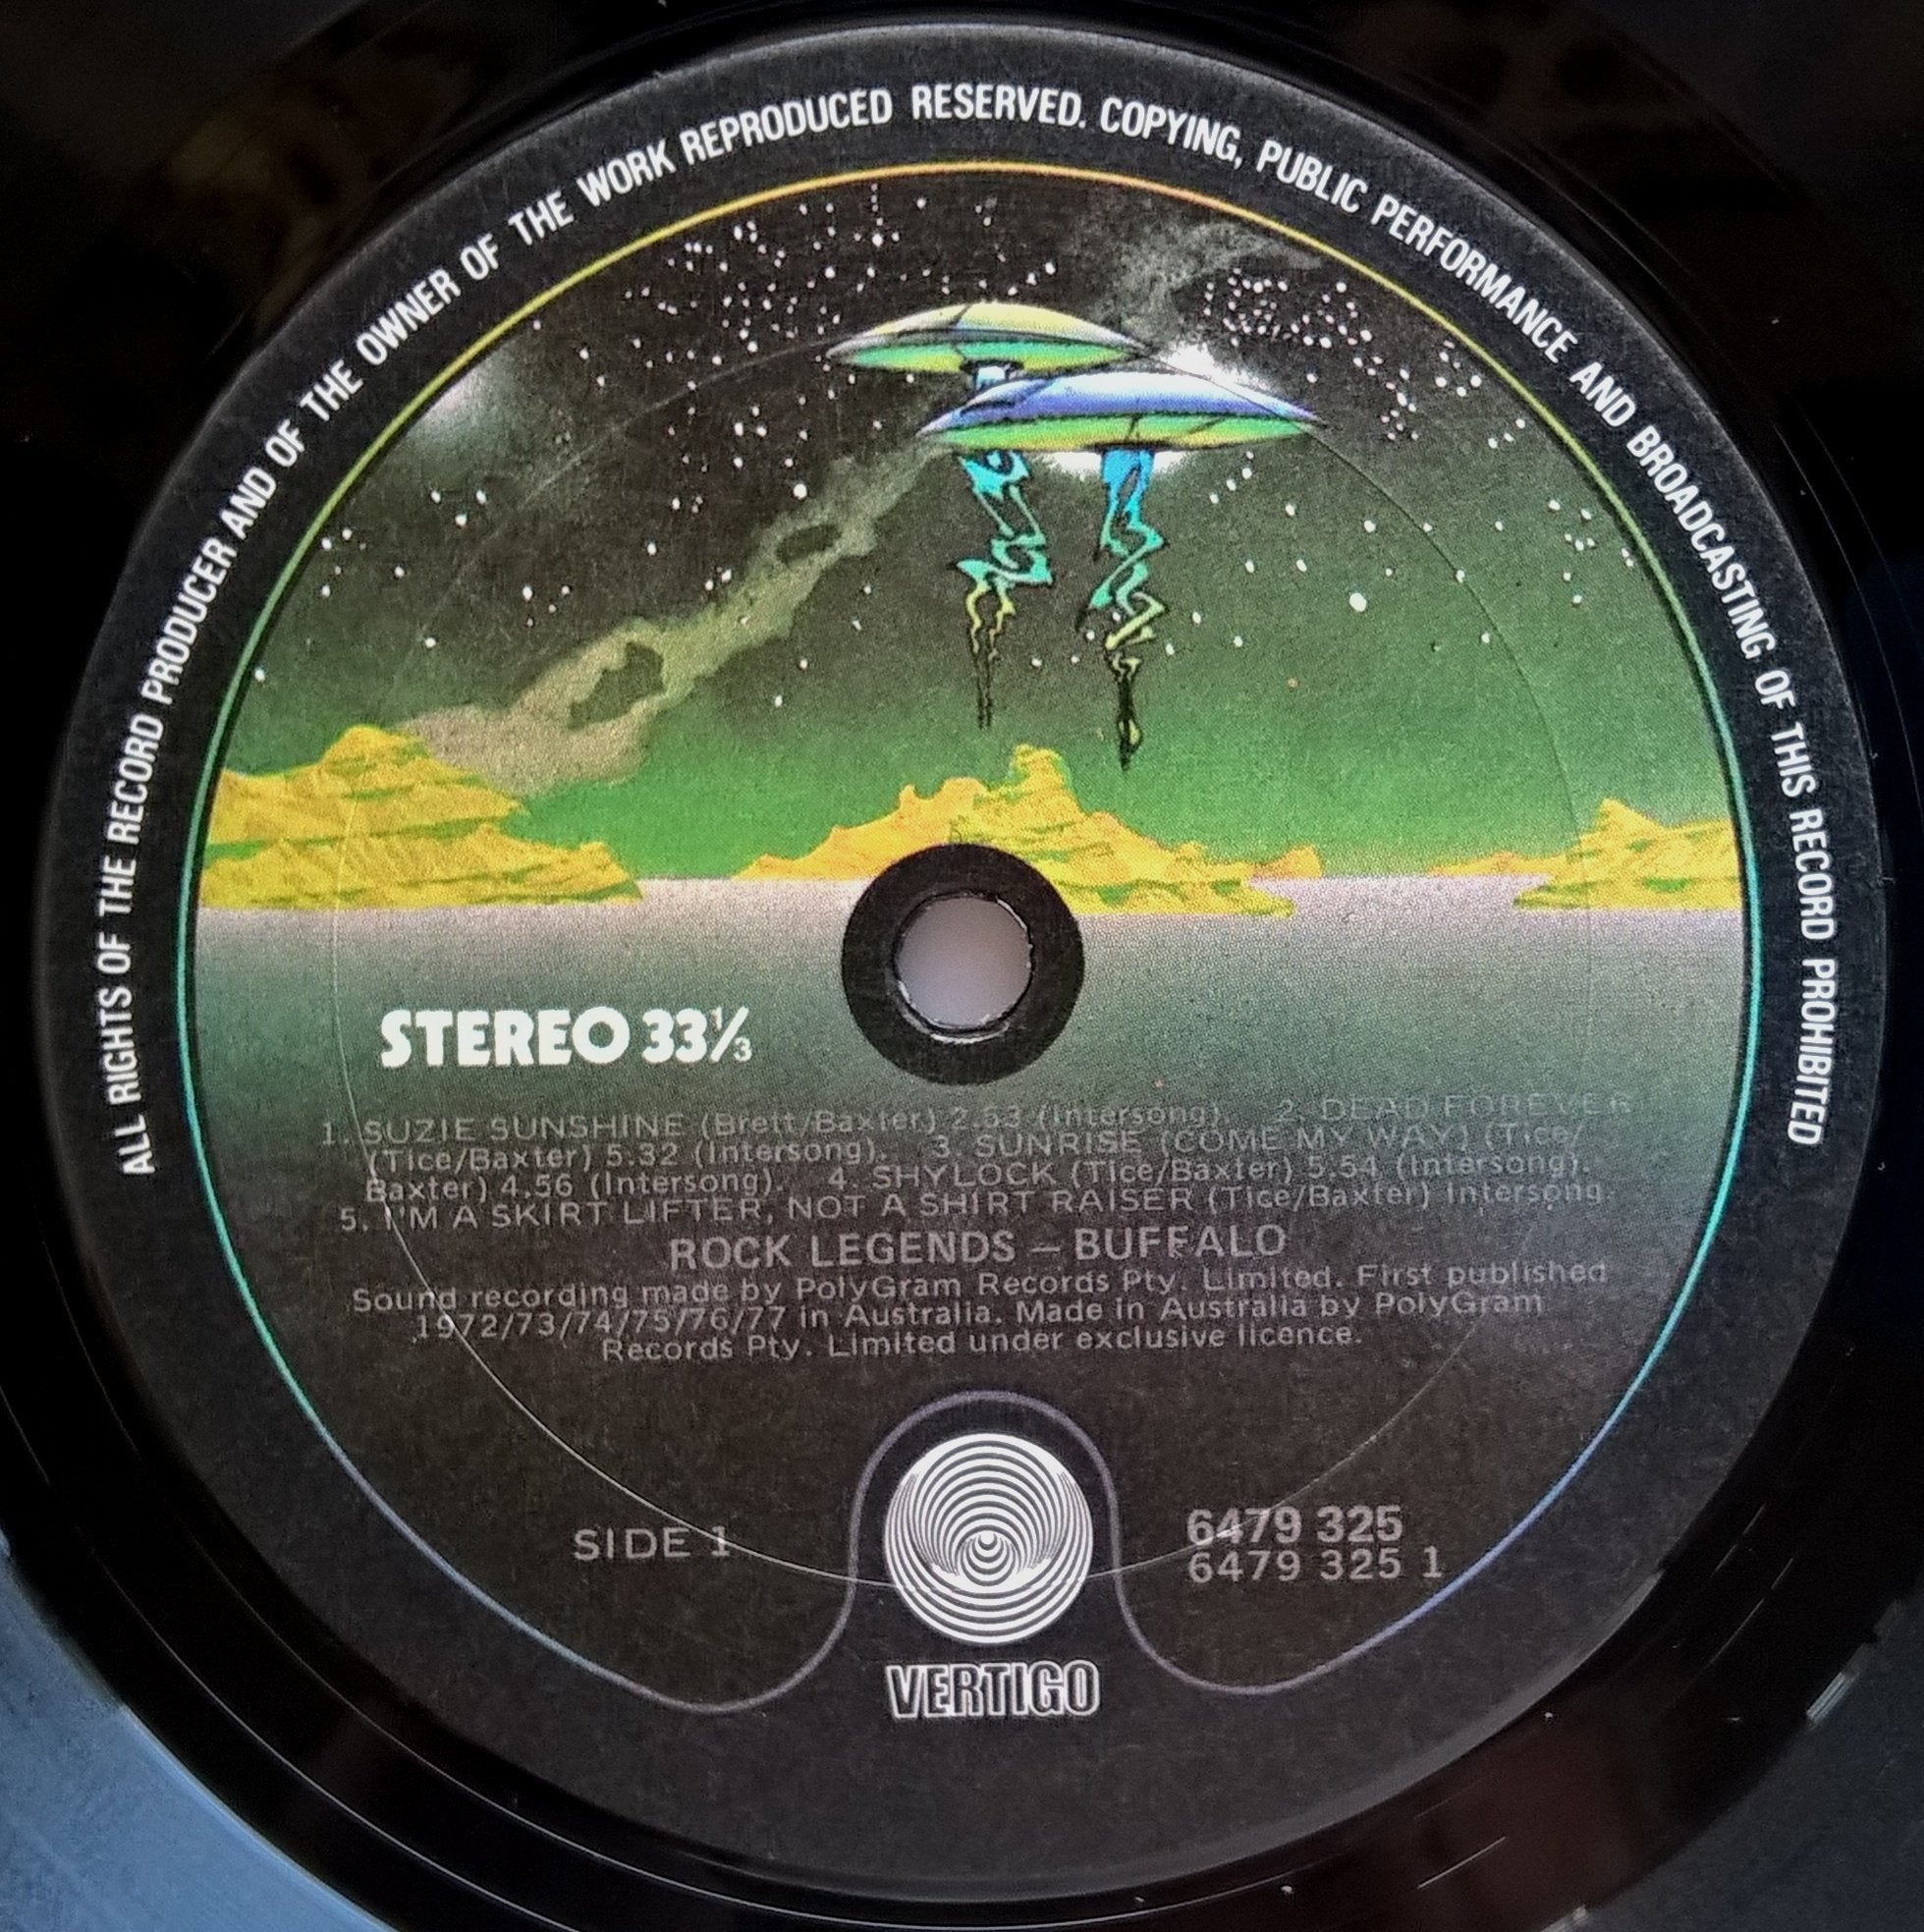 ALL RIGHTS OF THE RECORD PRODUCER AND OF THE OWNER OF THE WORK REPRODUCED RESERVED. COPYING, PUBLIC PERFORMANCE AND BROADCASTING OF THIS RECORD PROHIBITED
STEREO 33⅓
1. SUZIE SUNSHINE (Brett/Baxter) 2.53 (Intersong). 2. DEAD FOREVER
(Tice/Baxter) 5.32 (Intersong). 3. SUNRISE (COME MY WAY) (Tice/
Baxter) 4.56 (Intersong). 4. SHYLOCK (Tice/Baxter) 5.54 (Intersong).
5. I'M A SKIRT LIFTER, NOT A SHIRT RAISER (Tice/Baxter) Intersong.
ROCK LEGENDS — BUFFALO
Sound recording made by PolyGram Records Pty. Limited. First published
1972/73/74/75/76/77 in Australia. Made in Australia by PolyGram
Records Pty. Limited under exclusive licence.
SIDE 1
6479 325
6479 325 1
VERTIGO